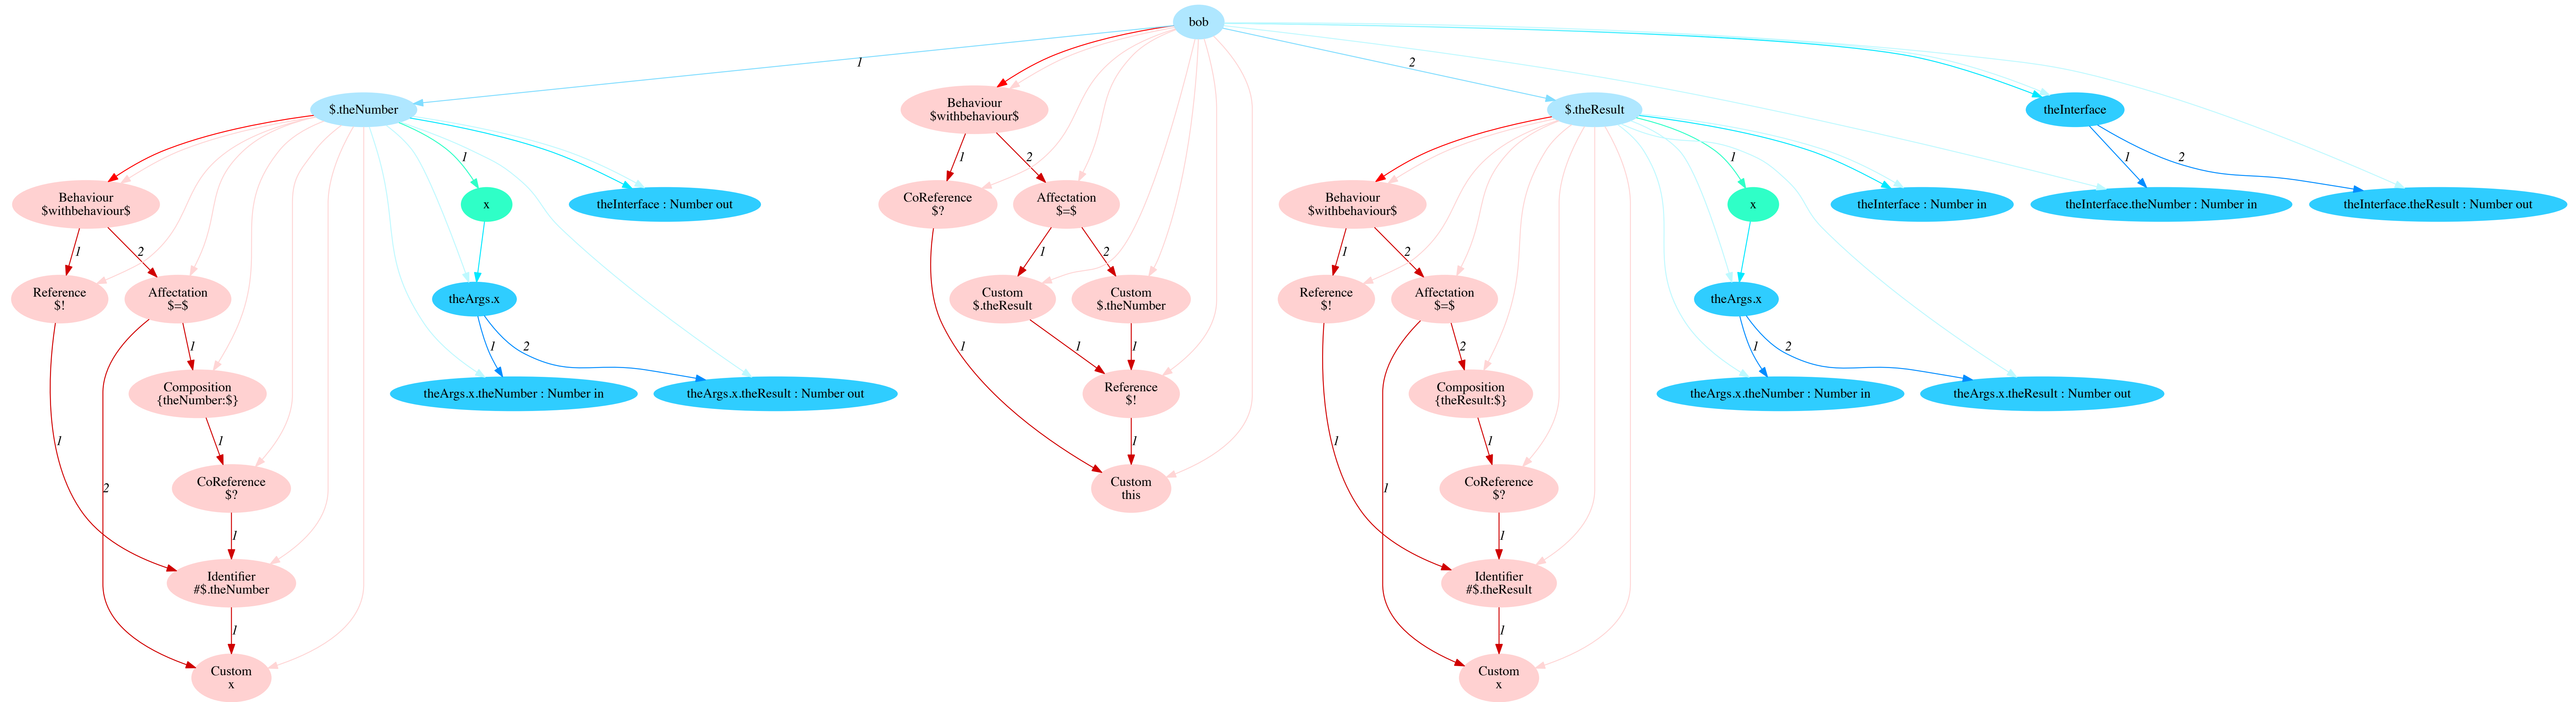 bob
1
2
$.theNumber
Behaviour
$withbehaviour$
$.theResult
theInterface
1
1
2
1
1
2
Behaviour
$withbehaviour$
x
theInterface : Number out
CoReference
$?
Affectation
$=$
Behaviour
$withbehaviour$
x
theInterface : Number in
theInterface.theNumber : Number in
theInterface.theResult : Number out
1
2
1
2
1
2
Reference
$!
Affectation
$=$
theArgs.x
Custom
$.theResult
Custom
$.theNumber
Reference
$!
Affectation
$=$
theArgs.x
1
1
2
1
1
1
2
1
2
Composition
{theNumber:$}
theArgs.x.theNumber : Number in
theArgs.x.theResult : Number out
Reference
$!
Composition
{theResult:$}
theArgs.x.theNumber : Number in
theArgs.x.theResult : Number out
1
1
1
1
1
2
CoReference
$?
Custom
this
1
CoReference
$?
1
1
Identifier
#$.theNumber
Identifier
#$.theResult
1
1
Custom
x
Custom
x